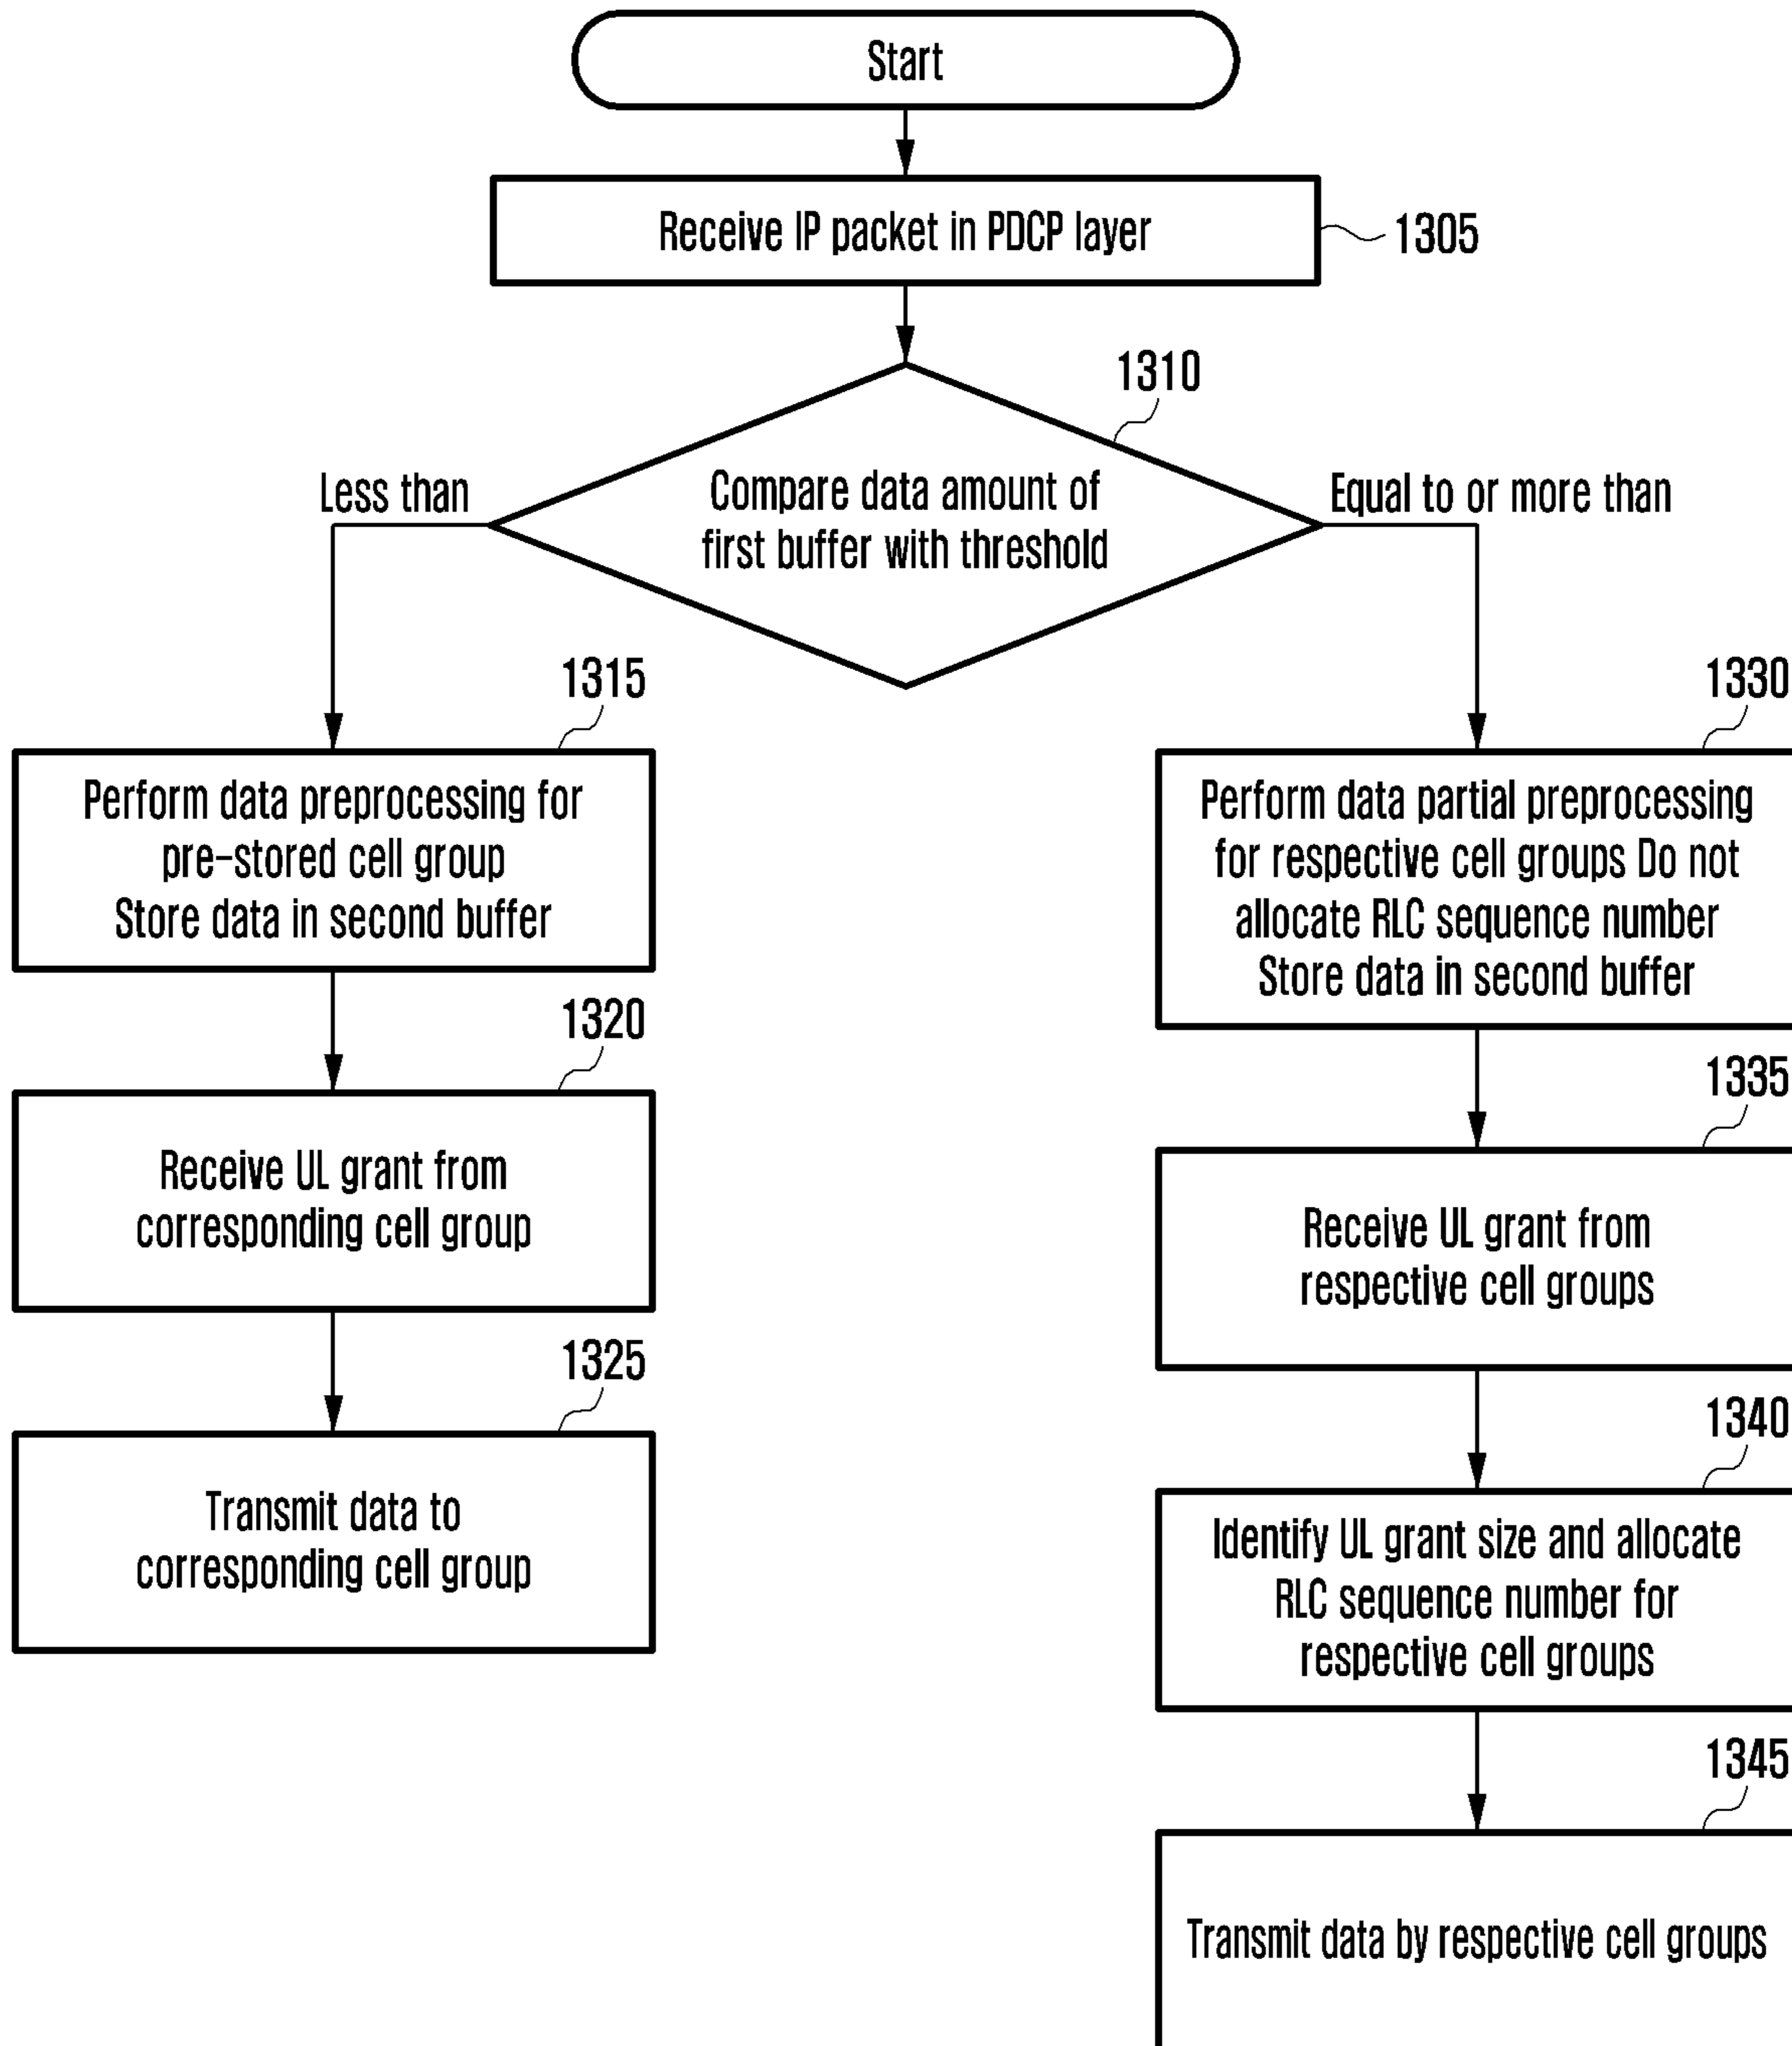 Start
Receive IP packet in PDCP layer
1305
1310
Compare data amount of
first buffer with threshold
Less than
Equal to or more than
1315
Perform data preprocessing for
pre-stored cell group
Store data in second buffer
1320
Receive UL grant from
corresponding cell group
1325
Transmit data to
corresponding cell group
1330
Perform data partial preprocessing
for respective cell groups Do not
allocate RLC sequence number
Store data in second buffer
1335
Receive UL grant from
respective cell groups
1340
Identify UL grant size and allocate
RLC sequence number for
respective cell groups
1345
Transmit data by respective cell groups